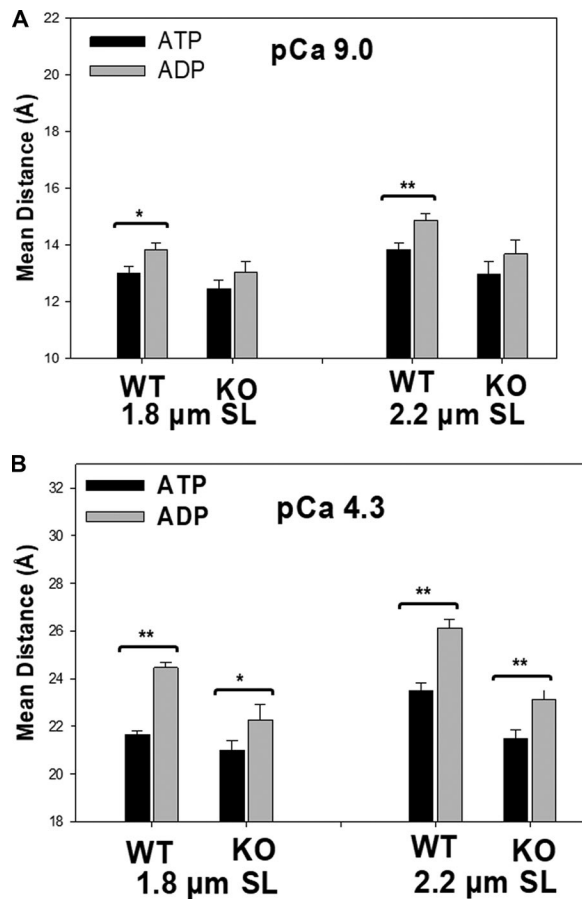 A
pCa 9.0
ATP
ADP
Mean Distance (Å)
22
20
18
16
14
12
10
*
**
WT KO WT KO
1.8 µm SL 2.2 µm SL
B
pCa 4.3
ATP
ADP
Mean Distance (Å)
32
30
28
26
24
22
20
18
**
*
**
**
WT KO WT KO
1.8 µm SL 2.2 µm SL